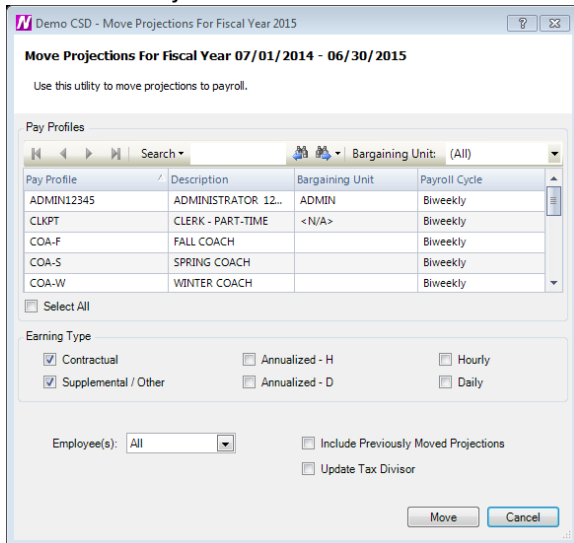 Demo CSD - Move Projections For Fiscal Year 2015
Move Projections For Fiscal Year 07/01/2014 - 06/30/2015
Use this utility to move projections to payroll.
Pay Profiles
Search Bargaining Unit: (All)
Pay Profile Description Bargaining Unit Payroll Cycle
ADMIN12345 ADMINISTRATOR 12... ADMIN Biweekly
CLKPT CLERK - PART-TIME <N/A> Biweekly
COA-F FALL COACH Biweekly
COA-S SPRING COACH Biweekly
COA-W WINTER COACH Biweekly
Select All
Earning Type
Contractual Annualized - H Hourly
Supplemental / Other Annualized - D Daily
Employee(s): All Include Previously Moved Projections
Update Tax Divisor
Move Cancel